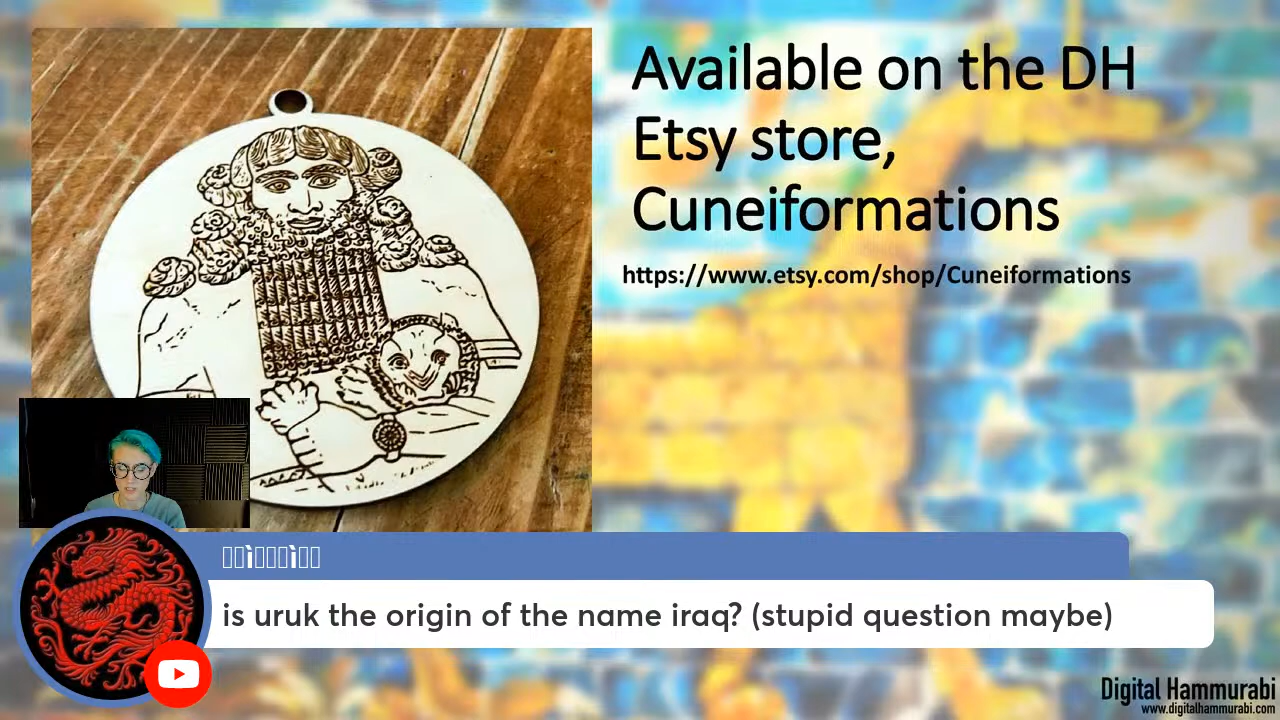 Available on the DH
Etsy store,
Cuneiformations
https://www.etsy.com/shop/Cuneiformations
is uruk the origin of the name iraq? (stupid question maybe)
Digital Hammurabi
www.digitalhammurabi.com